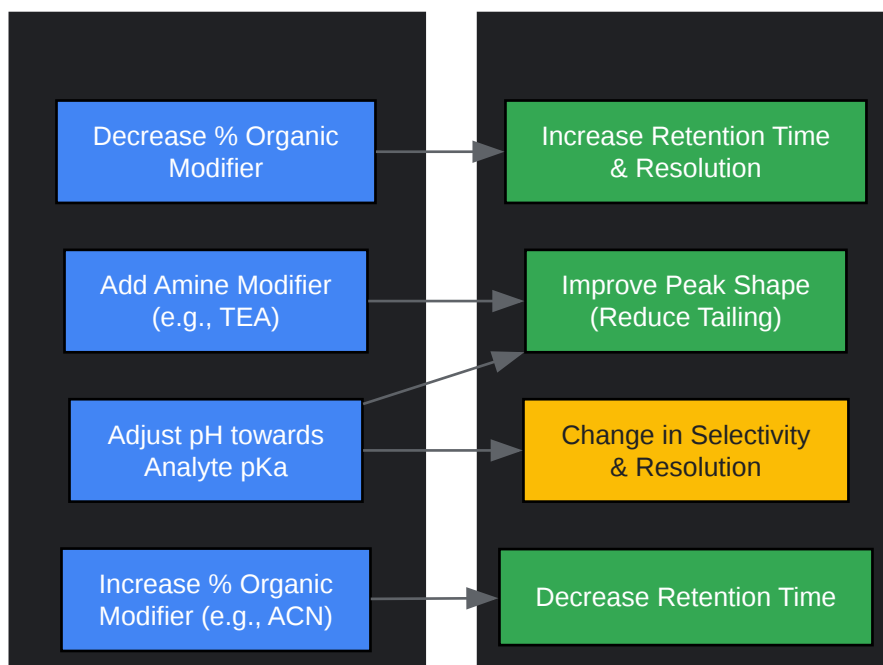 Decrease % Organic
Modifier
Increase Retention Time
& Resolution
Add Amine Modifier
(e.g., TEA)
Improve Peak Shape
(Reduce Tailing)
Adjust pH towards
Analyte pKa
Change in Selectivity
& Resolution
Increase % Organic
Modifier (e.g., ACN)
Decrease Retention Time